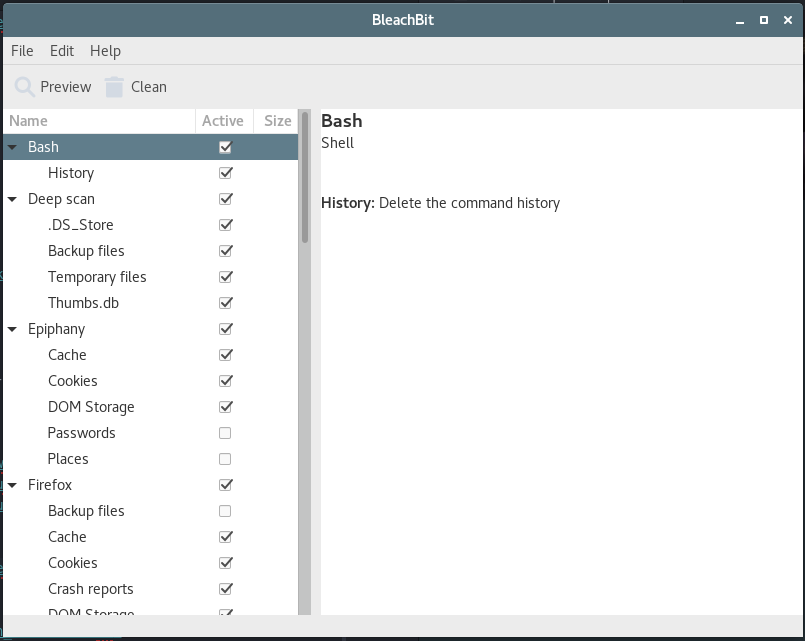 BleachBit
File Edit Help
Preview Clean
Name Active Size
Bash
History
Deep scan
.DS_Store
Backup files
Temporary files
Thumbs.db
Epiphany
Cache
Cookies
DOM Storage
Passwords
Places
Firefox
Backup files
Cache
Cookies
Crash reports
DOM Storage
Bash
Shell
History: Delete the command history